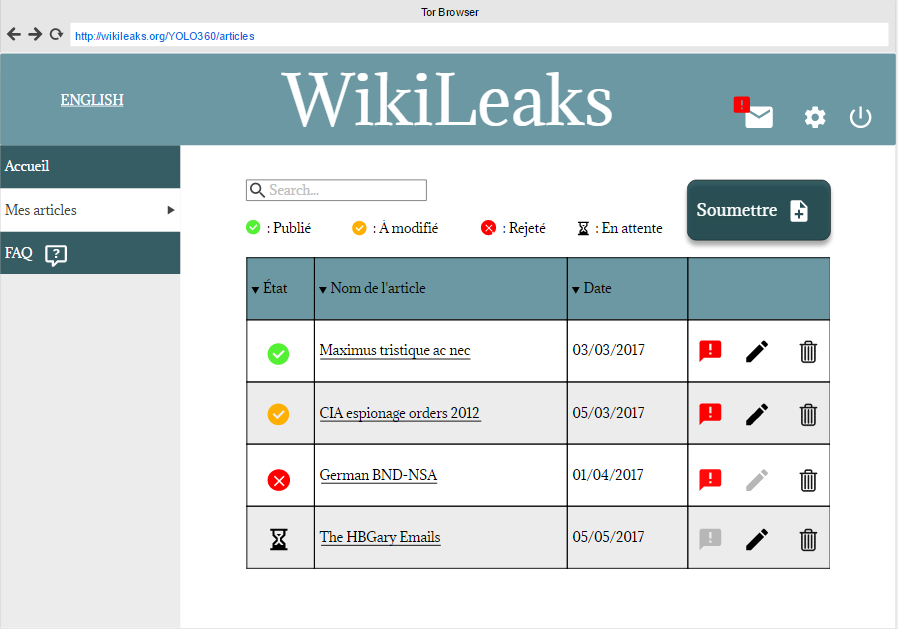 Tor Browser
http://wikileaks.org/YOLO360/articles
ENGLISH
WikiLeaks
!
Accueil
Mes articles
FAQ ?
Search...
: Publié : À modifié : Rejeté : En attente
Soumettre
État Nom de l'article Date
Maximus tristique ac nec 03/03/2017 !
CIA espionage orders 2012 05/03/2017 !
German BND-NSA 01/04/2017 !
The HBGary Emails 05/05/2017 !